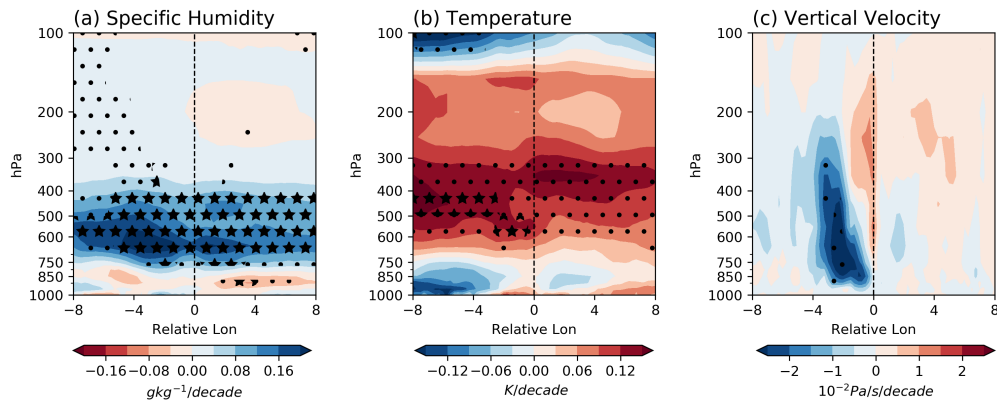 (a) Specific Humidity
(b) Temperature
(c) Vertical Velocity
100
200
300
400
500
600
750
850
1000
hPa
−8 −4 0 4 8
Relative Lon
−0.16 −0.08 0.00 0.08 0.16
gkg⁻¹/decade
100
200
300
400
500
600
750
850
1000
hPa
−8 −4 0 4 8
Relative Lon
−0.12 0.00 0.06 0.12
K/decade
100
200
300
400
500
600
750
850
1000
hPa
−8 −4 0 4 8
Relative Lon
−2 −1 0 1 2
10⁻²Pa/s/decade